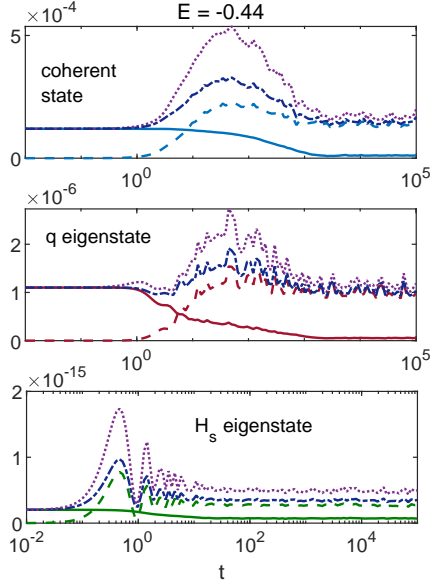 E = -0.44
5 ×10⁻⁴
coherent
state
0
10⁰ 10⁵
×10⁻⁶
2
q eigenstate
1
0
10⁰ 10⁵
2 ×10⁻¹⁵
Hₛ eigenstate
1
0
10⁻² 10⁰ 10² 10⁴
t